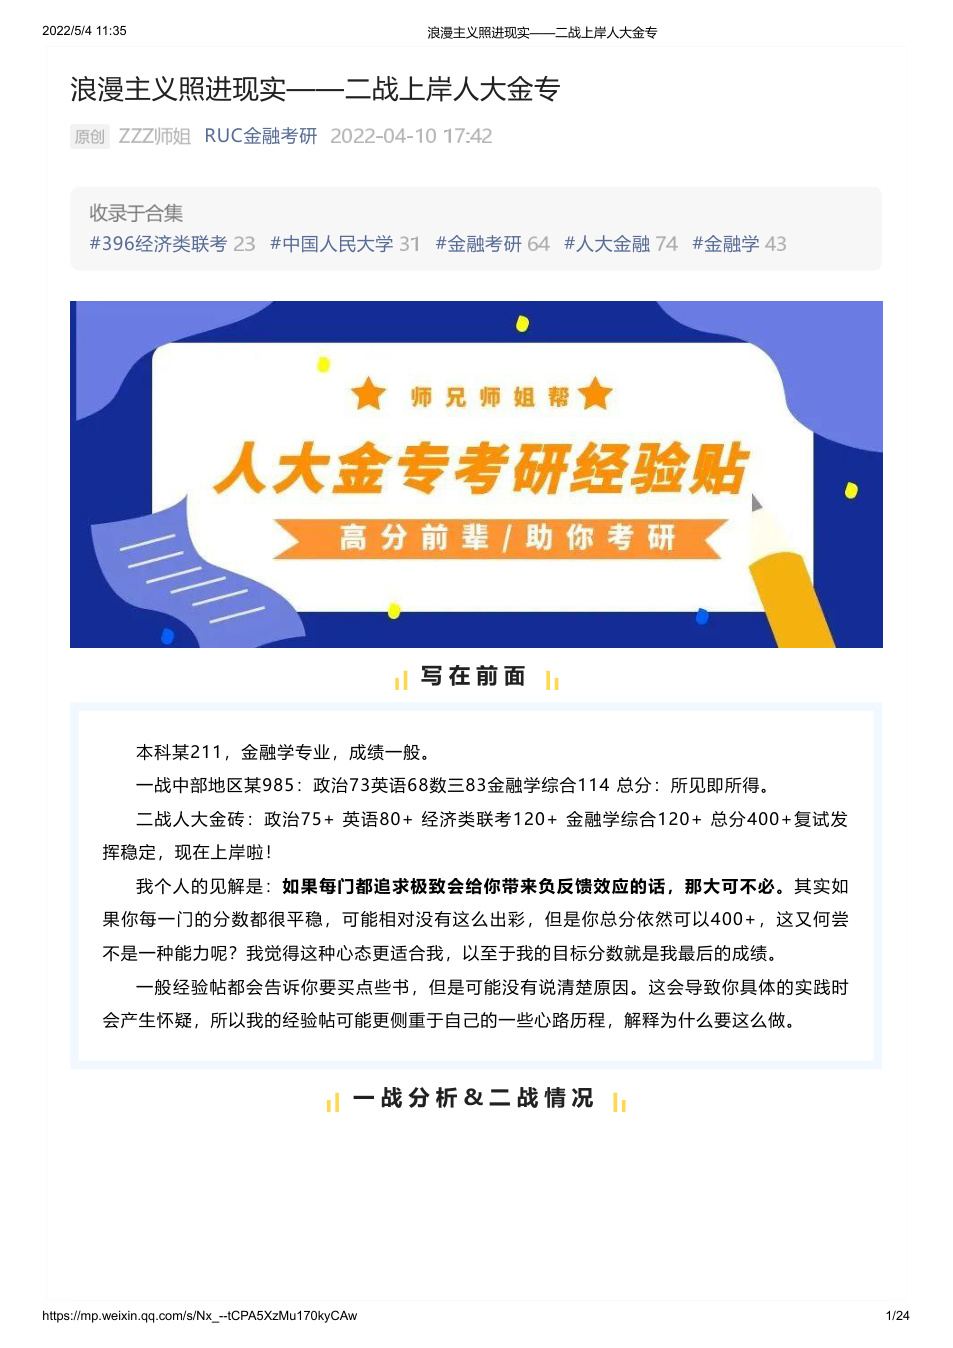 2022/5/4 11:35
浪漫主义照进现实——二战上岸人大金专
浪漫主义照进现实——二战上岸人大金专
原创 ZZZ师姐 RUC金融考研 2022-04-10 17:42
收录于合集
#396经济类联考 23 #中国人民大学 31 #金融考研 64 #人大金融 74 #金融学 43
师兄师姐帮
人大金专考研经验贴
高分前辈/助你考研
写在前面
本科某211，金融学专业，成绩一般。
一战中部地区某985：政治73英语68数三83金融学综合114 总分：所见即所得。
二战人大金砖：政治75+ 英语80+ 经济类联考120+ 金融学综合120+ 总分400+复试发
挥稳定，现在上岸啦！
我个人的见解是：如果每门都追求极致会给你带来负反馈效应的话，那大可不必。其实如
果你每一门的分数都很平稳，可能相对没有这么出彩，但是你总分依然可以400+，这又何尝
不是一种能力呢？我觉得这种心态更适合我，以至于我的目标分数就是我最后的成绩。
一般经验帖都会告诉你要买点些书，但是可能没有说清楚原因。这会导致你具体的实践时
会产生怀疑，所以我的经验帖可能更侧重于自己的一些心路历程，解释为什么要这么做。
一战分析&二战情况
https://mp.weixin.qq.com/s/Nx_--tCPA5XzMu170kyCAw
1/24